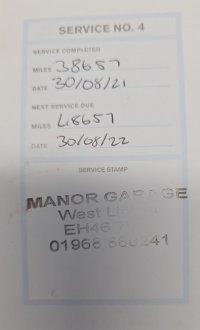 SERVICE NO. 4
SERVICE COMPLETED
MILES 38657
DATE 30/08/21
NEXT SERVICE DUE
MILES 48657
DATE 30/08/22
SERVICE STAMP
MANOR GARAGE
West
EH46
01968 660241